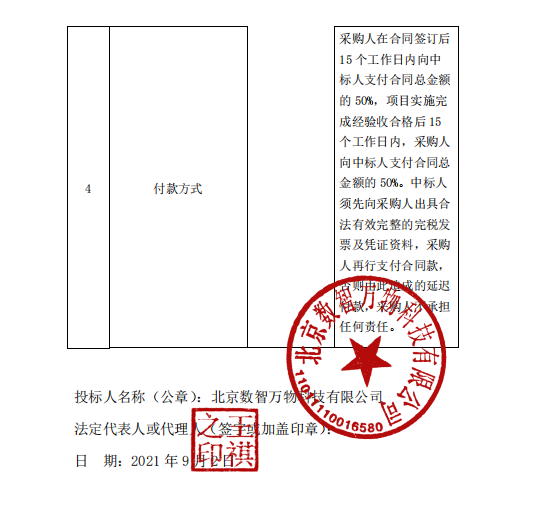 4
付款方式
采购人在合同签订后
15个工作日内向中
标人支付合同总金额
的50%，项目实施完
成经验收合格后15
个工作日内，采购人
向中标人支付合同总
金额的50%。中标人
须先向采购人出具合
法有效完整的完税发
票及凭证资料，采购
人再行支付合同款，
否则由此造成的延迟
付款，采购人不承担
任何责任。
北京数智万物科技有限公司
11011110016580
投标人名称（公章）：北京数智万物科技有限公司
法定代表人或代理人（签字或加盖印章）：
王祺
之印
日　期：2021年9月2日